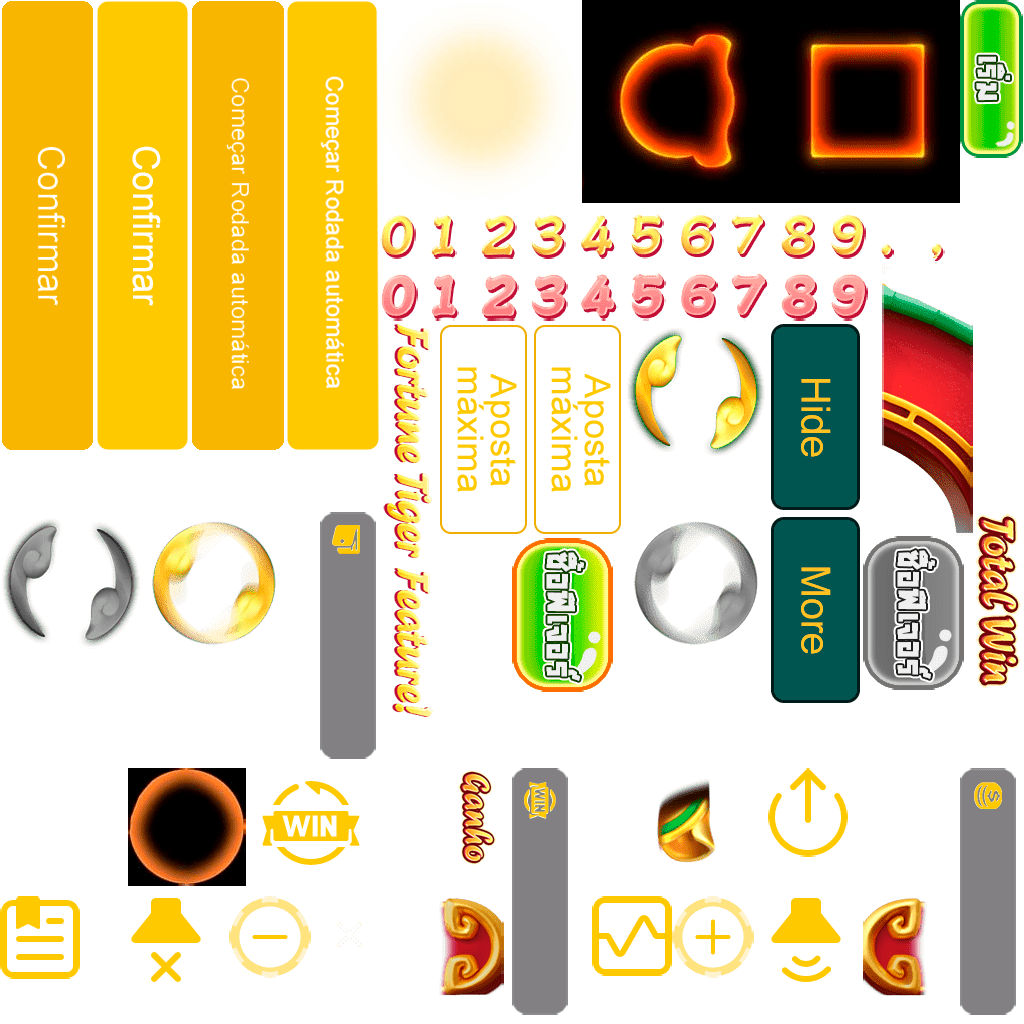 Confirmar
Confirmar
Começar Rodada automática
Começar Rodada automática
เริ่ม
0 1 2 3 4 5 6 7 8 9 . ,
0 1 2 3 4 5 6 7 8 9
Fortune Tiger Feature!
Aposta
máxima
Aposta
máxima
Hide
More
ซื้อฟีเจอร์
ซื้อฟีเจอร์
Total Win
WIN
Ganho
WIN